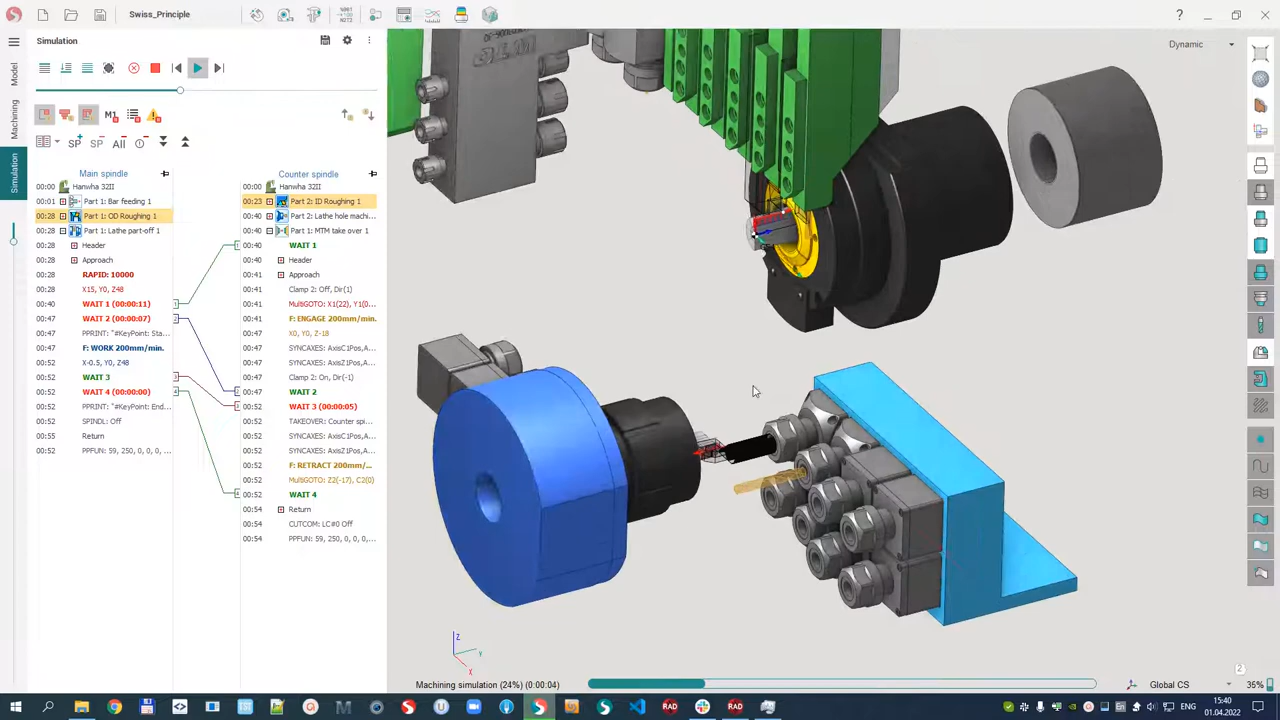 Swiss_Principle
?
Simulation
M1
SP
SP
All
Main spindle
00:00 Hanwha 32II
00:01 Part 1: Bar feeding 1
00:28 Part 1: OD Roughing 1
00:28 Part 1: Lathe part-off 1
00:28 Header
00:28 Approach
00:28 RAPID: 10000
00:28 X15, Y0, Z48
00:40 WAIT 1 (00:00:11)
00:47 WAIT 2 (00:00:07)
00:47 PPRINT: "#KeyPoint: Sta...
00:47 F: WORK 200mm/min.
00:52 X-0.5, Y0, Z48
00:52 WAIT 3
00:52 WAIT 4 (00:00:00)
00:52 PPRINT: "#KeyPoint: End...
00:52 SPINDL: Off
00:55 Return
00:52 PPFUN: 59, 250, 0, 0, 0,...
Counter spindle
00:00 Hanwha 32II
00:23 Part 2: ID Roughing 1
00:40 Part 2: Lathe hole machi...
00:40 Part 1: MTM take over 1
00:40 WAIT 1
00:40 Header
00:41 Approach
00:41 Clamp 2: Off, Dir(1)
00:41 MultiGOTO: X1(22), Y1(0...
00:41 F: ENGAGE 200mm/min.
00:47 X0, Y0, Z-18
00:47 SYNCAXES: AxisC1Pos,A...
00:47 SYNCAXES: AxisZ1Pos,A...
00:47 Clamp 2: On, Dir(-1)
00:47 WAIT 2
00:52 WAIT 3 (00:00:05)
00:52 TAKEOVER: Counter spi...
00:52 SYNCAXES: AxisC1Pos,A...
00:52 SYNCAXES: AxisZ1Pos,A...
00:52 F: RETRACT 200mm/...
00:52 MultiGOTO: Z2(-17), C2(0)
00:52 WAIT 4
00:54 Return
00:54 CUTCOM: LC#0 Off
00:54 PPFUN: 59, 250, 0, 0, 0,...
Model
Machining
Simulation
Dynamic
Z
Y
X
2
Machining simulation (24%) (0:00:04)
Global CS
36%
RAD
RAD
15:40
01.04.2022